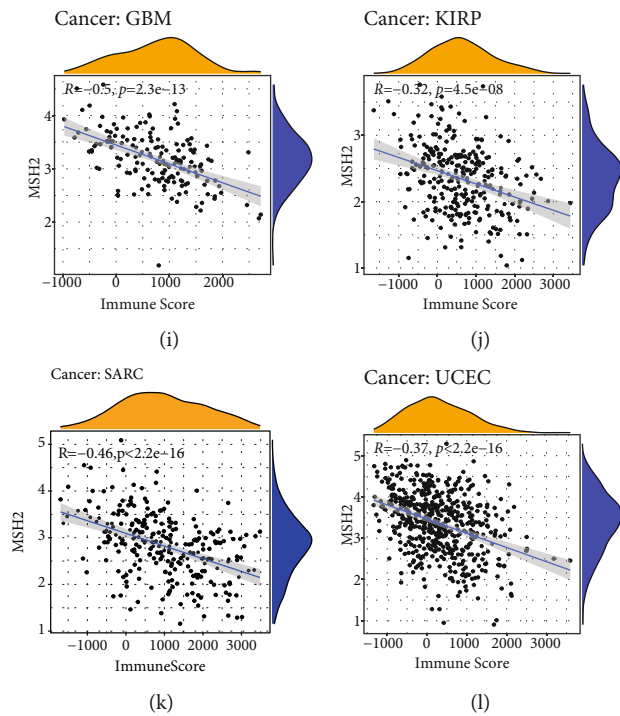 Cancer: GBM
R=−0.5, p=2.3e−13
4
3
2
MSH2
−1000 0 1000 2000
Immune Score
(i)
Cancer: KIRP
R=−0.32, p=4.5e−08
3
2
1
MSH2
−1000 0 1000 2000 3000
Immune Score
(j)
Cancer: SARC
R=−0.46,p<2.2e−16
5
4
3
2
1
MSH2
−1000 0 1000 2000 3000
ImmuneScore
(k)
Cancer: UCEC
R=−0.37, p<2.2e−16
5
4
3
2
1
MSH2
−1000 0 1000 2000 3000
Immune Score
(l)